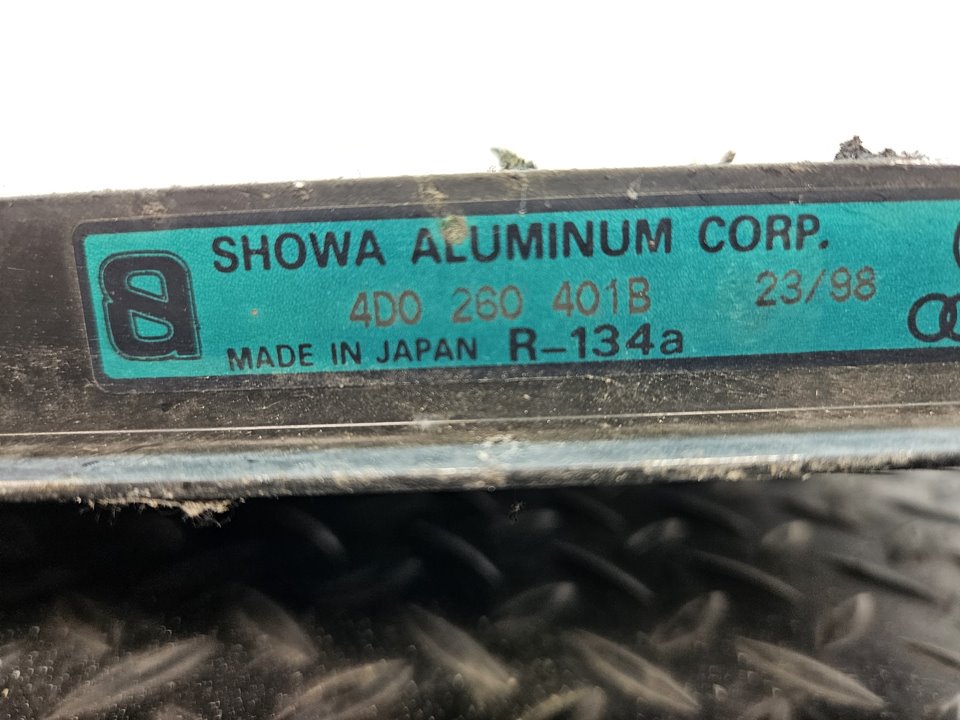 SHOWA ALUMINUM CORP.
4D0 260 401B 23/98
MADE IN JAPAN R-134a